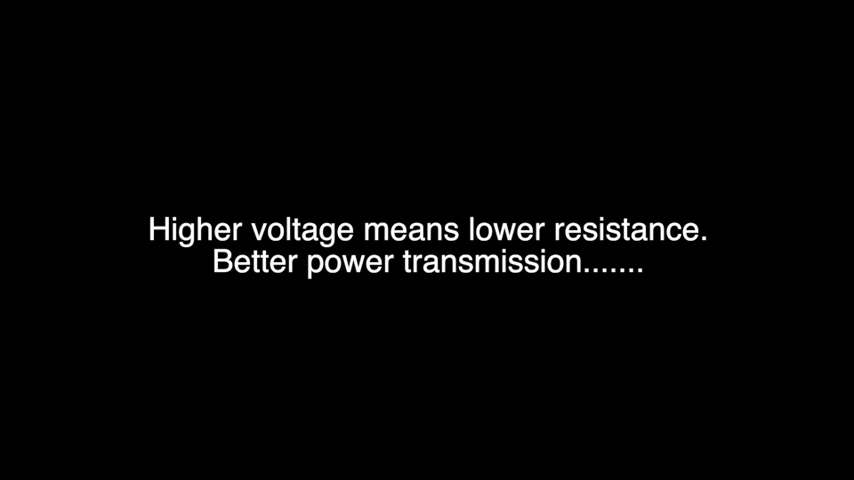 Higher voltage means lower resistance.
Better power transmission.......